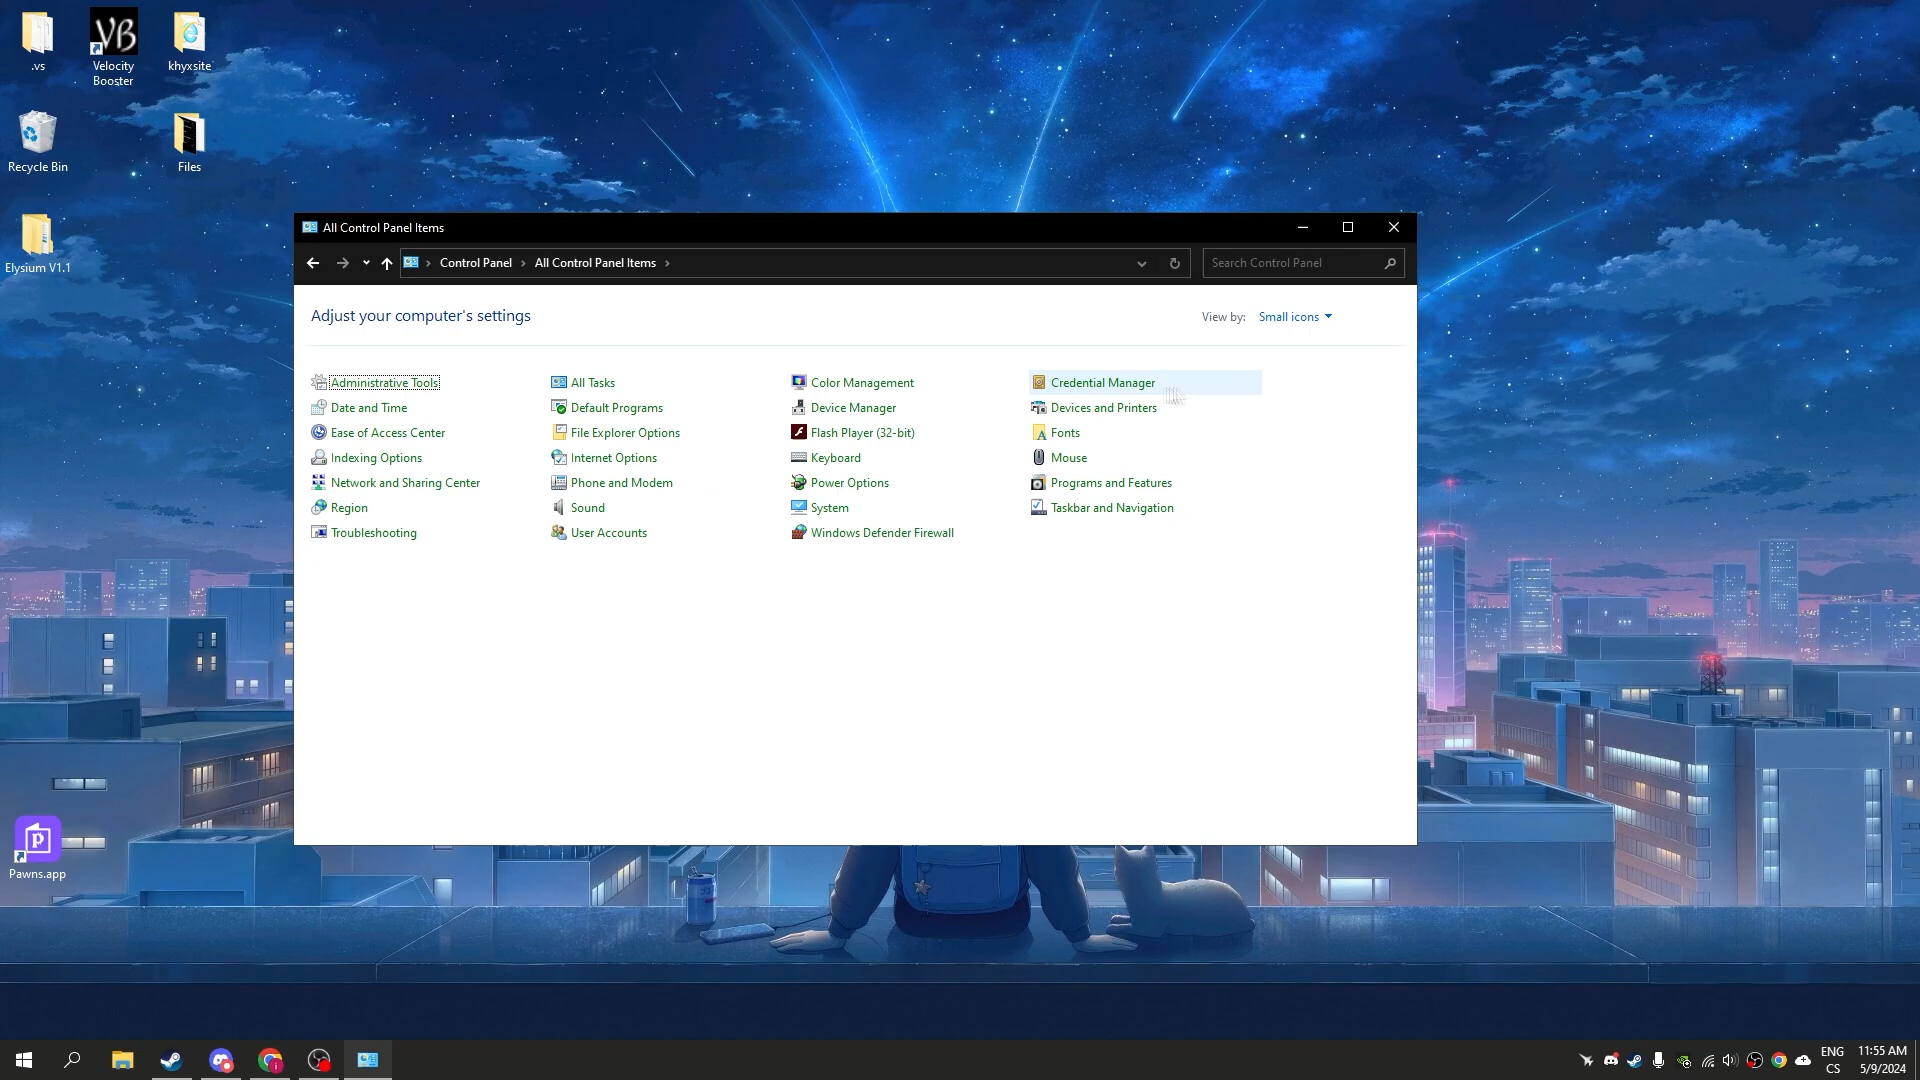 .vs
VB
Velocity
Booster
khyxsite
Recycle Bin
Files
Elysium V1.1
Pawns.app
All Control Panel Items
Control Panel
All Control Panel Items
Search Control Panel
Adjust your computer's settings
View by:
Small icons
Administrative Tools
All Tasks
Color Management
Credential Manager
Date and Time
Default Programs
Device Manager
Devices and Printers
Ease of Access Center
File Explorer Options
Flash Player (32-bit)
Fonts
Indexing Options
Internet Options
Keyboard
Mouse
Network and Sharing Center
Phone and Modem
Power Options
Programs and Features
Region
Sound
System
Taskbar and Navigation
Troubleshooting
User Accounts
Windows Defender Firewall
ENG
CS
11:55 AM
5/9/2024